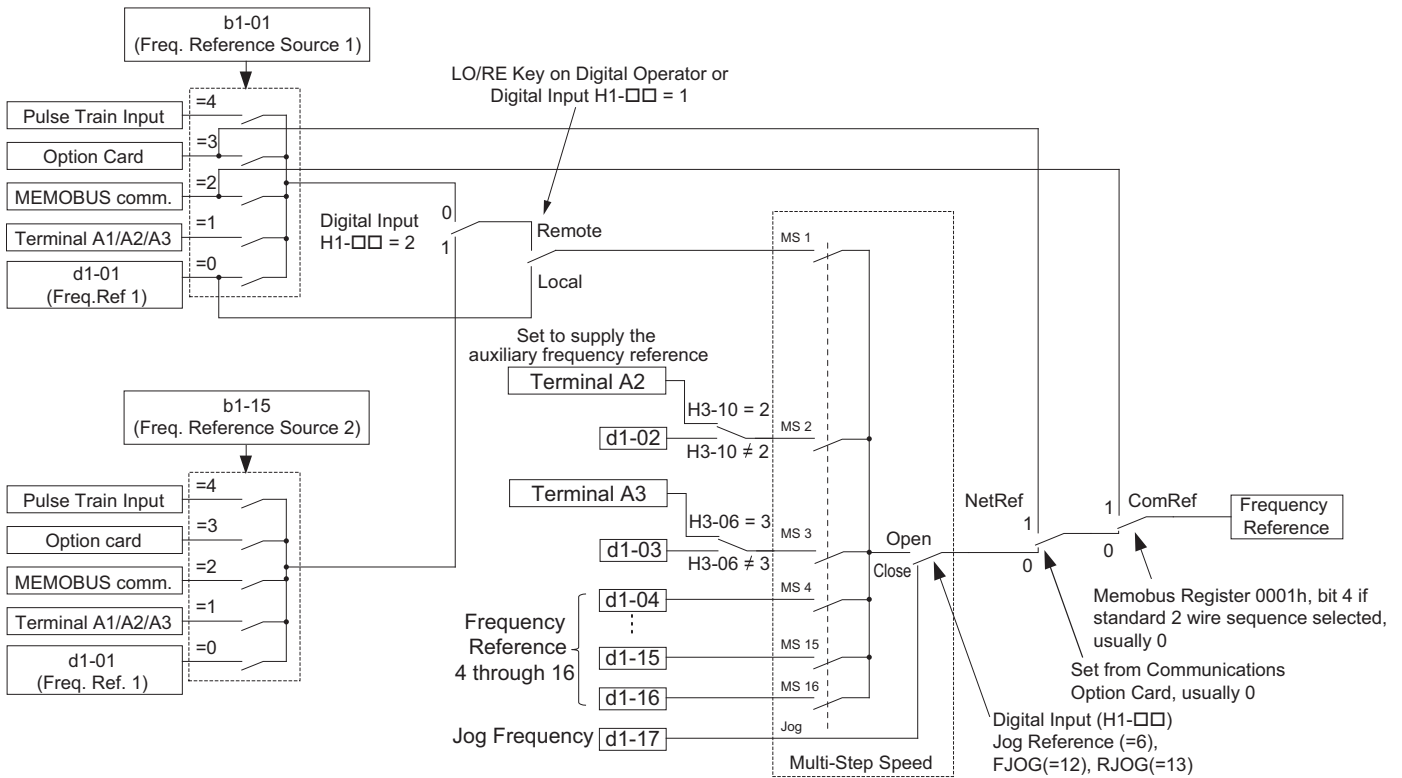 b1-01
(Freq. Reference Source 1)
Pulse Train Input
=4
Option Card
=3
MEMOBUS comm.
=2
Terminal A1/A2/A3
=1
d1-01
(Freq.Ref 1)
=0
LO/RE Key on Digital Operator or
Digital Input H1-□□ = 1
Digital Input
H1-□□ = 2
0
1
Remote
Local
b1-15
(Freq. Reference Source 2)
Pulse Train Input
=4
Option card
=3
MEMOBUS comm.
=2
Terminal A1/A2/A3
=1
d1-01
(Freq. Ref. 1)
=0
Set to supply the
auxiliary frequency reference
Terminal A2
H3-10 = 2
d1-02
H3-10 ≠ 2
Terminal A3
H3-06 = 3
d1-03
H3-06 ≠ 3
Frequency
Reference
4 through 16
d1-04
d1-15
d1-16
Jog Frequency
d1-17
MS 1
MS 2
MS 3
MS 4
MS 15
MS 16
Jog
Multi-Step Speed
Open
Close
NetRef
1
0
ComRef
1
0
Frequency
Reference
Memobus Register 0001h, bit 4 if
standard 2 wire sequence selected,
usually 0
Set from Communications
Option Card, usually 0
Digital Input (H1-□□)
Jog Reference (=6),
FJOG(=12), RJOG(=13)